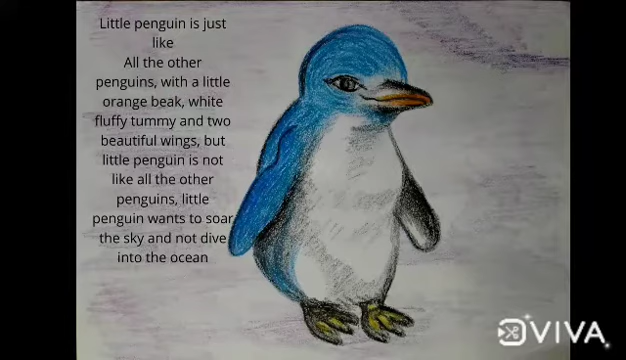 Little penguin is just
like
All the other
penguins, with a little
orange beak, white
fluffy tummy and two
beautiful wings, but
little penguin is not
like all the other
penguins, little
penguin wants to soar
the sky and not dive
into the ocean
VIVA